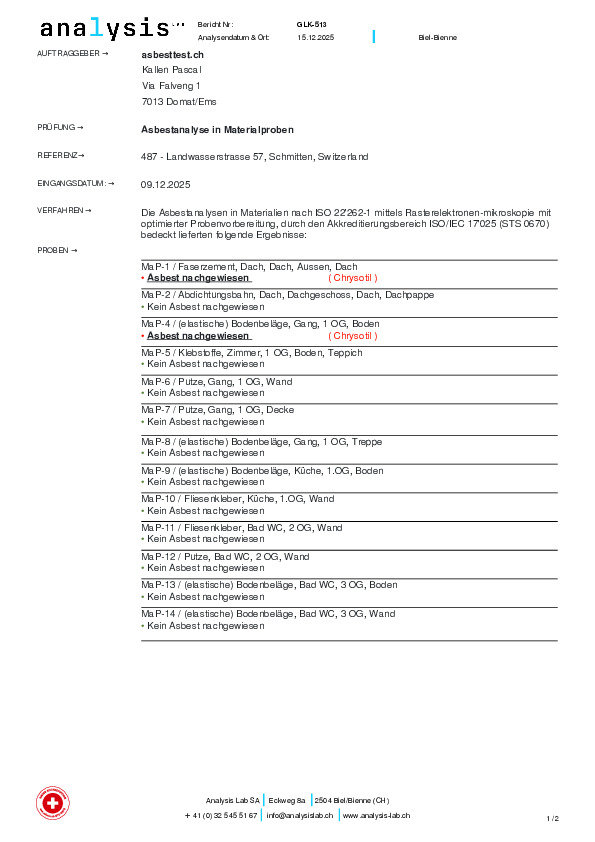 analysis
Bericht Nr: GLK-513
Analysendatum & Ort: 15.12.2025 Biel-Bienne
AUFTRAGGEBER → asbesttest.ch
Kallen Pascal
Via Falveng 1
7013 Domat/Ems
PRÜFUNG → Asbestanalyse in Materialproben
REFERENZ → 487 - Landwasserstrasse 57, Schmitten, Switzerland
EINGANGSDATUM: → 09.12.2025
VERFAHREN → Die Asbestanalysen in Materialien nach ISO 22'262-1 mittels Rasterelektronen-mikroskopie mit
optimierter Probenvorbereitung, durch den Akkreditierungsbereich ISO/IEC 17025 (STS 0670)
bedeckt lieferten folgende Ergebnisse:
PROBEN →
MaP-1 / Faserzement, Dach, Dach, Aussen, Dach
• Asbest nachgewiesen ( Chrysotil )
MaP-2 / Abdichtungsbahn, Dach, Dachgeschoss, Dach, Dachpappe
• Kein Asbest nachgewiesen
MaP-4 / (elastische) Bodenbeläge, Gang, 1 OG, Boden
• Asbest nachgewiesen ( Chrysotil )
MaP-5 / Klebstoffe, Zimmer, 1 OG, Boden, Teppich
• Kein Asbest nachgewiesen
MaP-6 / Putze, Gang, 1 OG, Wand
• Kein Asbest nachgewiesen
MaP-7 / Putze, Gang, 1 OG, Decke
• Kein Asbest nachgewiesen
MaP-8 / (elastische) Bodenbeläge, Gang, 1 OG, Treppe
• Kein Asbest nachgewiesen
MaP-9 / (elastische) Bodenbeläge, Küche, 1.OG, Boden
• Kein Asbest nachgewiesen
MaP-10 / Fliesenkleber, Küche, 1.OG, Wand
• Kein Asbest nachgewiesen
MaP-11 / Fliesenkleber, Bad WC, 2 OG, Wand
• Kein Asbest nachgewiesen
MaP-12 / Putze, Bad WC, 2 OG, Wand
• Kein Asbest nachgewiesen
MaP-13 / (elastische) Bodenbeläge, Bad WC, 3 OG, Boden
• Kein Asbest nachgewiesen
MaP-14 / (elastische) Bodenbeläge, Bad WC, 3 OG, Wand
• Kein Asbest nachgewiesen
Analysis Lab SA | Eckweg 8a | 2504 Biel/Bienne (CH)
+ 41 (0) 32 545 51 67 | info@analysislab.ch | www.analysis-lab.ch
1 / 2